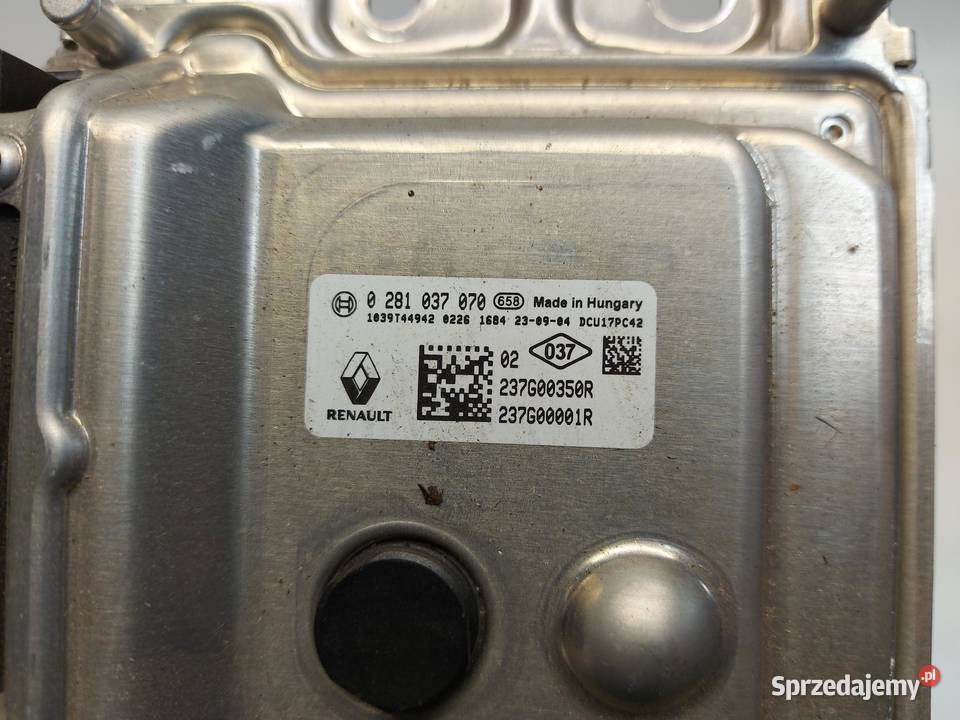 0 281 037 070 658 Made in Hungary
1039T44942 0226 1684 23-09-04 DCU17PC42
02 037
237G00350R
237G00001R
RENAULT
Sprzedajemy.pl